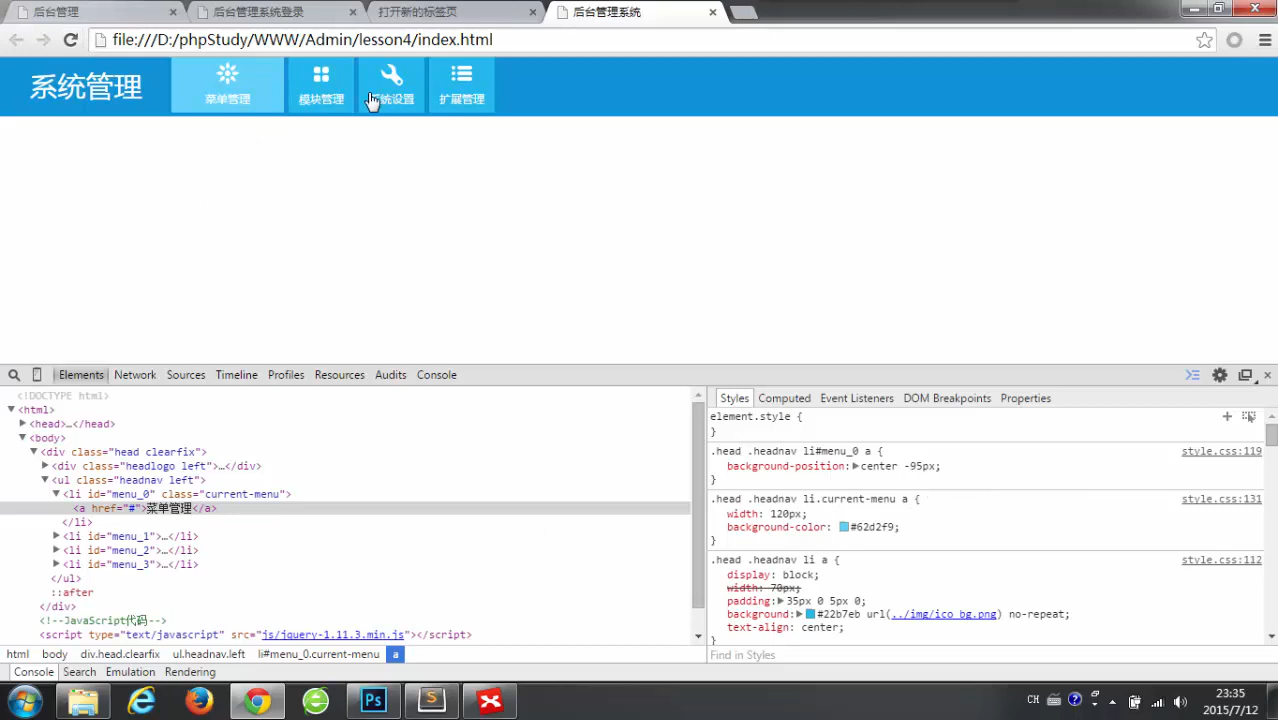 后台管理
后台管理系统登录
打开新的标签页
后台管理系统
file:///D:/phpStudy/WWW/Admin/lesson4/index.html
系统管理
菜单管理
模块管理
统设置
扩展管理
Elements Network Sources Timeline Profiles Resources Audits Console
<!DOCTYPE html>
<html>
<head>…</head>
<body>
<div class="head clearfix">
<div class="headlogo left">…</div>
<ul class="headnav left">
<li id="menu_0" class="current-menu">
<a href="#">菜单管理</a>
</li>
<li id="menu_1">…</li>
<li id="menu_2">…</li>
<li id="menu_3">…</li>
</ul>
::after
</div>
<!--JavaScript代码-->
<script type="text/javascript" src="js/jquery-1.11.3.min.js"></script>
html body div.head.clearfix ul.headnav.left li#menu_0.current-menu a
Styles Computed Event Listeners DOM Breakpoints Properties
element.style {
}
.head .headnav li#menu_0 a { style.css:119
background-position: center -95px;
}
.head .headnav li.current-menu a { style.css:131
width: 120px;
background-color: #62d2f9;
}
.head .headnav li a { style.css:112
display: block;
width: 70px;
padding: 35px 0 5px 0;
background: #22b7eb url(../img/ico_bg.png) no-repeat;
text-align: center;
}
Find in Styles
Console Search Emulation Rendering
Ps
S
CH
23:35
2015/7/12